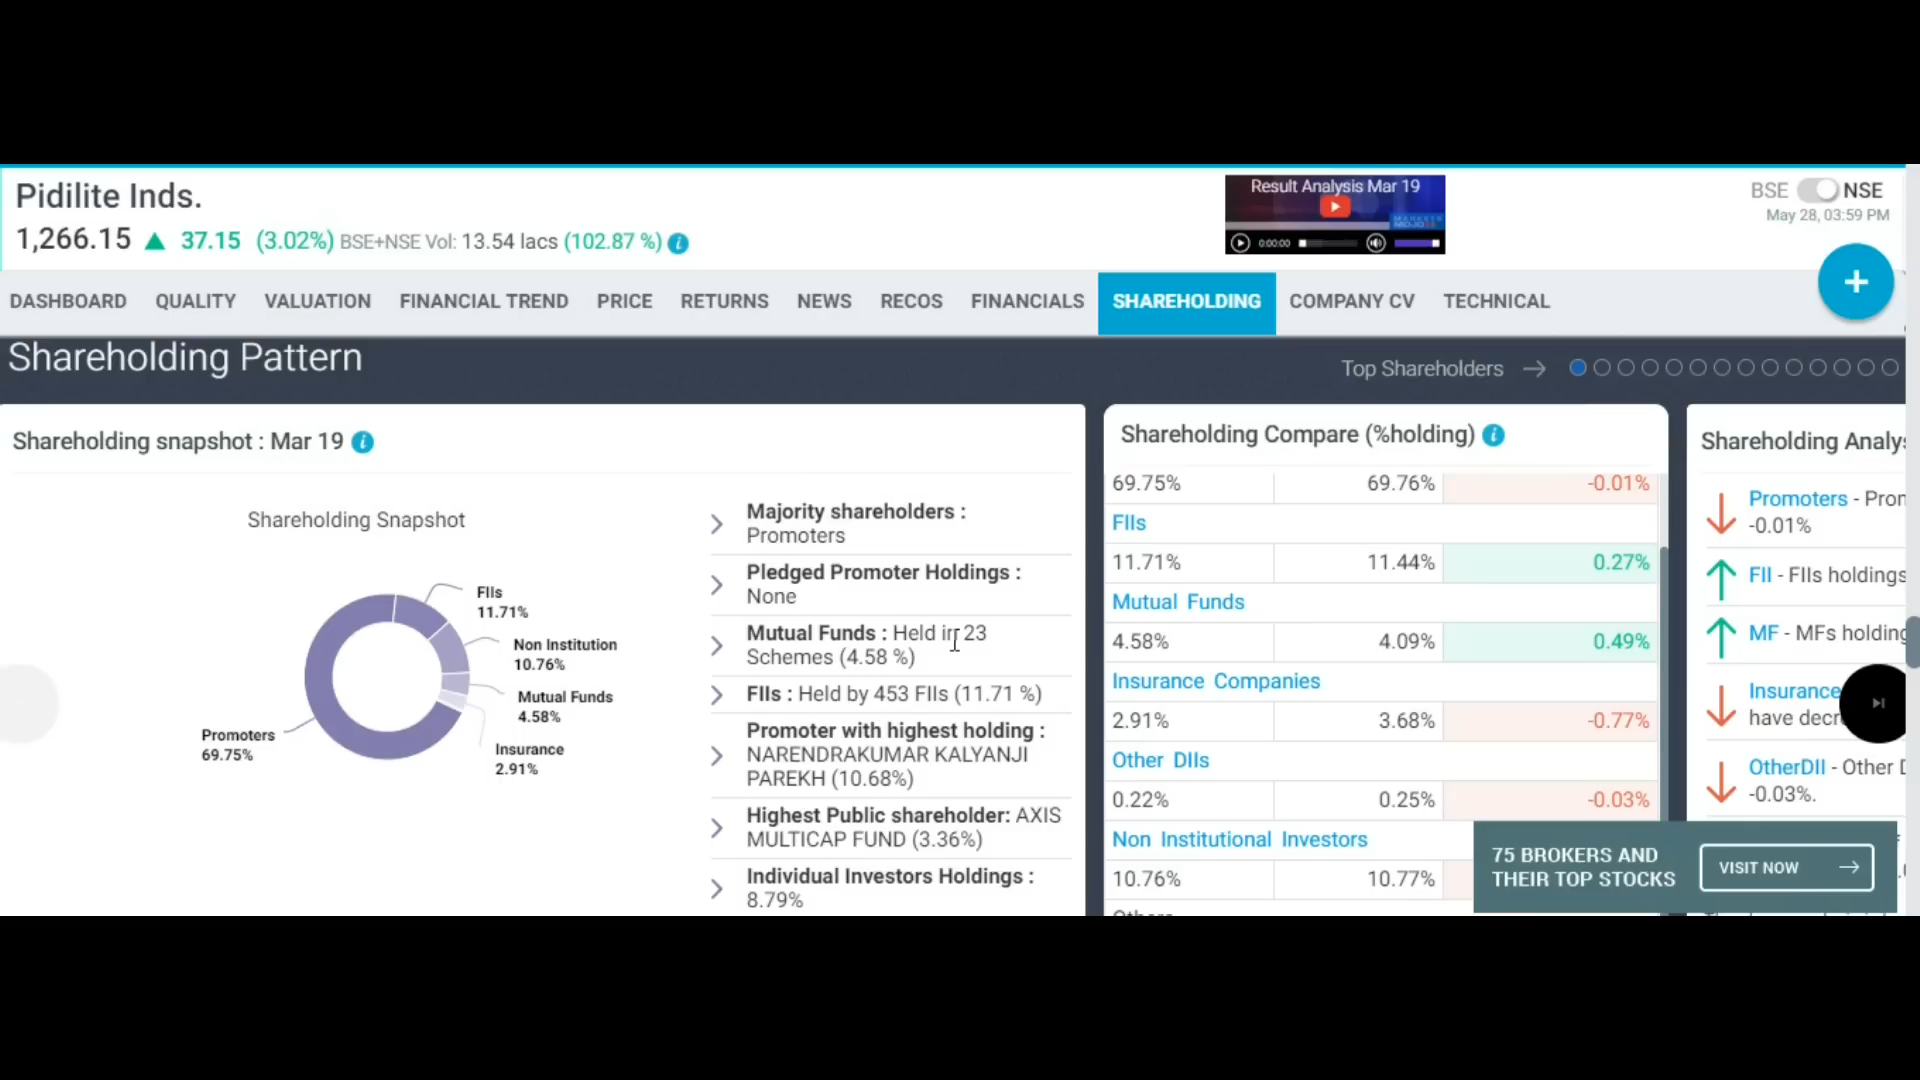 Pidilite Inds.
1,266.15 ▲ 37.15 (3.02%) BSE+NSE Vol: 13.54 lacs (102.87 %)
Result Analysis Mar 19
0:00:00
BSE NSE
May 28, 03:59 PM
+
DASHBOARD QUALITY VALUATION FINANCIAL TREND PRICE RETURNS NEWS RECOS FINANCIALS SHAREHOLDING COMPANY CV TECHNICAL
Shareholding Pattern
Top Shareholders →
Shareholding snapshot : Mar 19
Shareholding Snapshot
FIIs
11.71%
Non Institution
10.76%
Mutual Funds
4.58%
Insurance
2.91%
Promoters
69.75%
Majority shareholders :
Promoters
Pledged Promoter Holdings :
None
Mutual Funds : Held in 23
Schemes (4.58 %)
FIIs : Held by 453 FIIs (11.71 %)
Promoter with highest holding :
NARENDRAKUMAR KALYANJI
PAREKH (10.68%)
Highest Public shareholder: AXIS
MULTICAP FUND (3.36%)
Individual Investors Holdings :
8.79%
Shareholding Compare (%holding)
69.75% 69.76% -0.01%
FIIs
11.71% 11.44% 0.27%
Mutual Funds
4.58% 4.09% 0.49%
Insurance Companies
2.91% 3.68% -0.77%
Other DIIs
0.22% 0.25% -0.03%
Non Institutional Investors
10.76% 10.77%
Shareholding Analys
Promoters - Pron
-0.01%
FII - FIIs holdings
MF - MFs holding
Insurance
have decr
OtherDII - Other D
-0.03%.
75 BROKERS AND
THEIR TOP STOCKS
VISIT NOW →